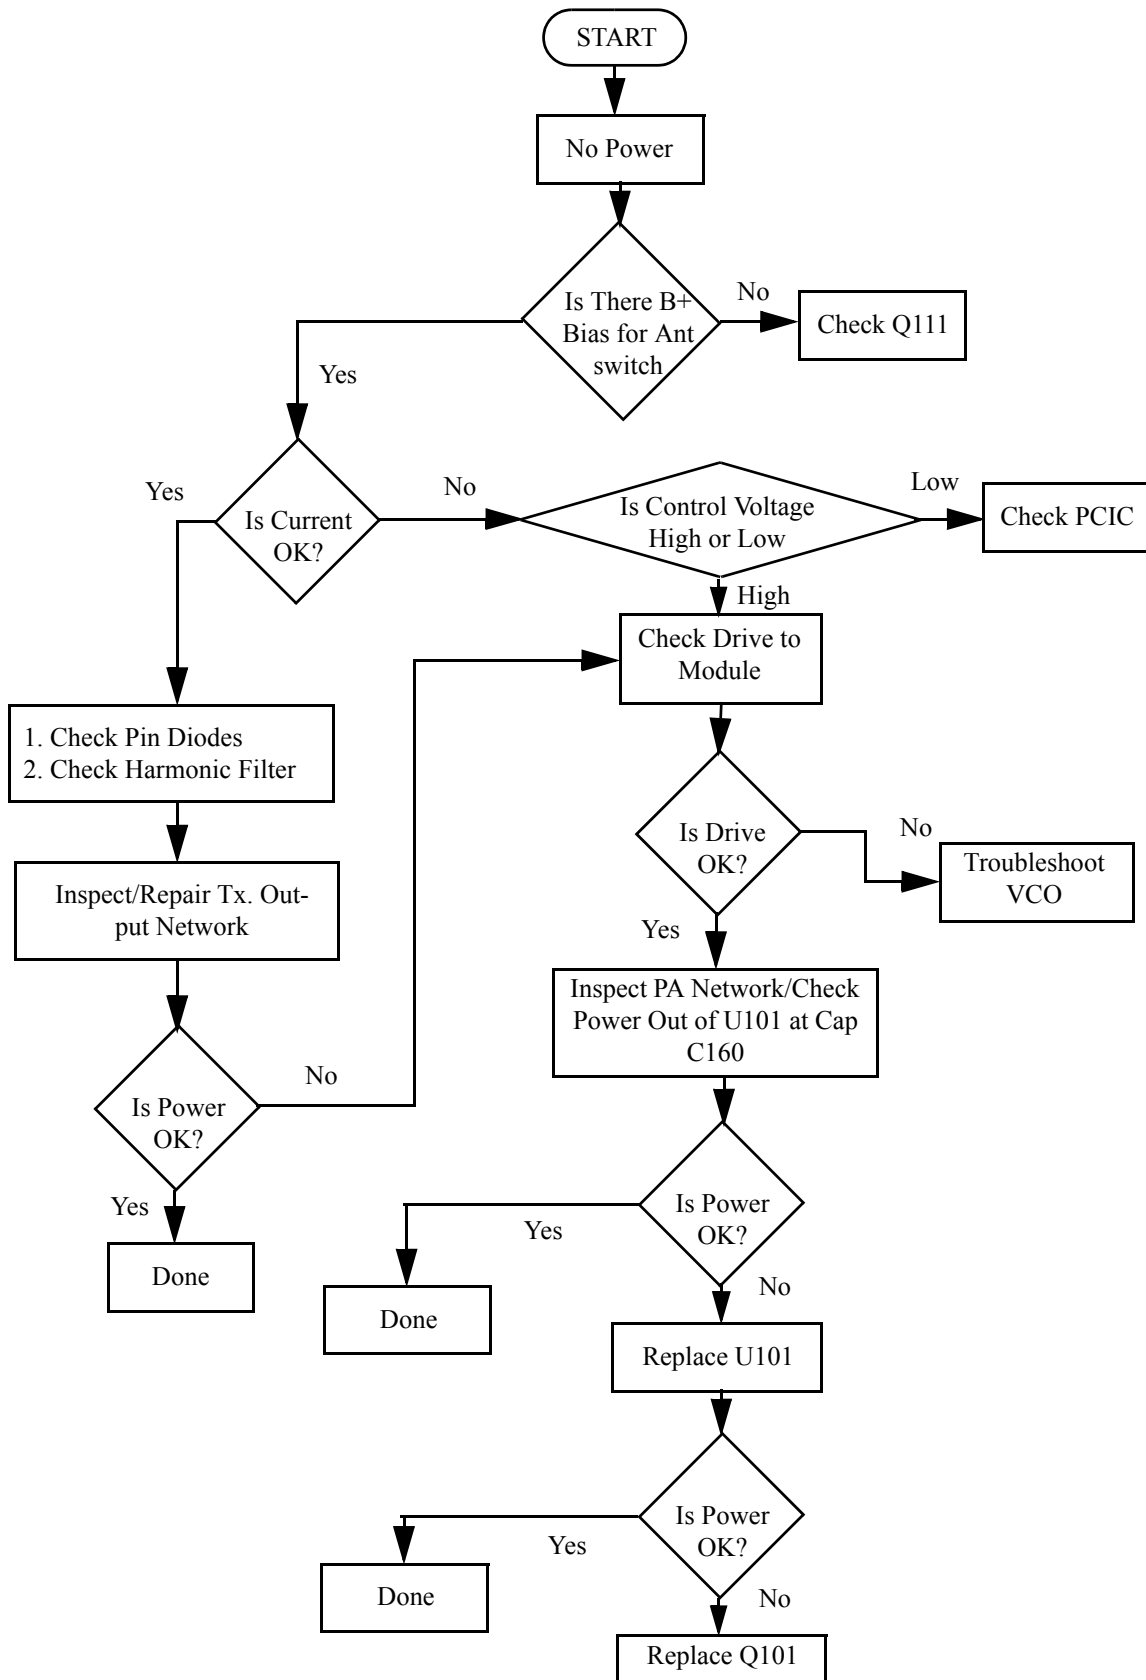 START
No Power
Is There B+
Bias for Ant
switch
No
Check Q111
Yes
Is Current
OK?
Yes
No
Is Control Voltage
High or Low
Low
Check PCIC
High
Check Drive to
Module
1. Check Pin Diodes
2. Check Harmonic Filter
Is Drive
OK?
No
Troubleshoot
VCO
Inspect/Repair Tx. Out-
put Network
Yes
Inspect PA Network/Check
Power Out of U101 at Cap
C160
Is Power
OK?
No
Yes
Done
Is Power
OK?
Yes
Done
No
Replace U101
Is Power
OK?
Yes
Done
No
Replace Q101